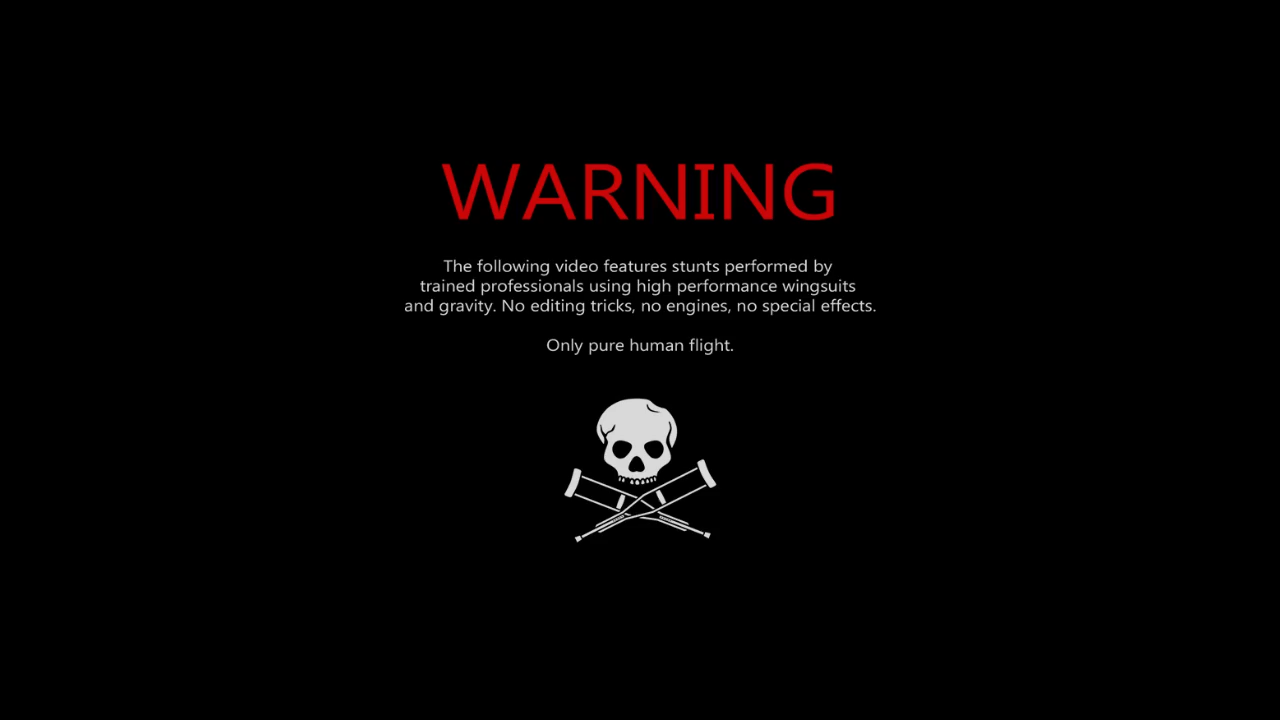 WARNING
The following video features stunts performed by
trained professionals using high performance wingsuits
and gravity. No editing tricks, no engines, no special effects.
Only pure human flight.